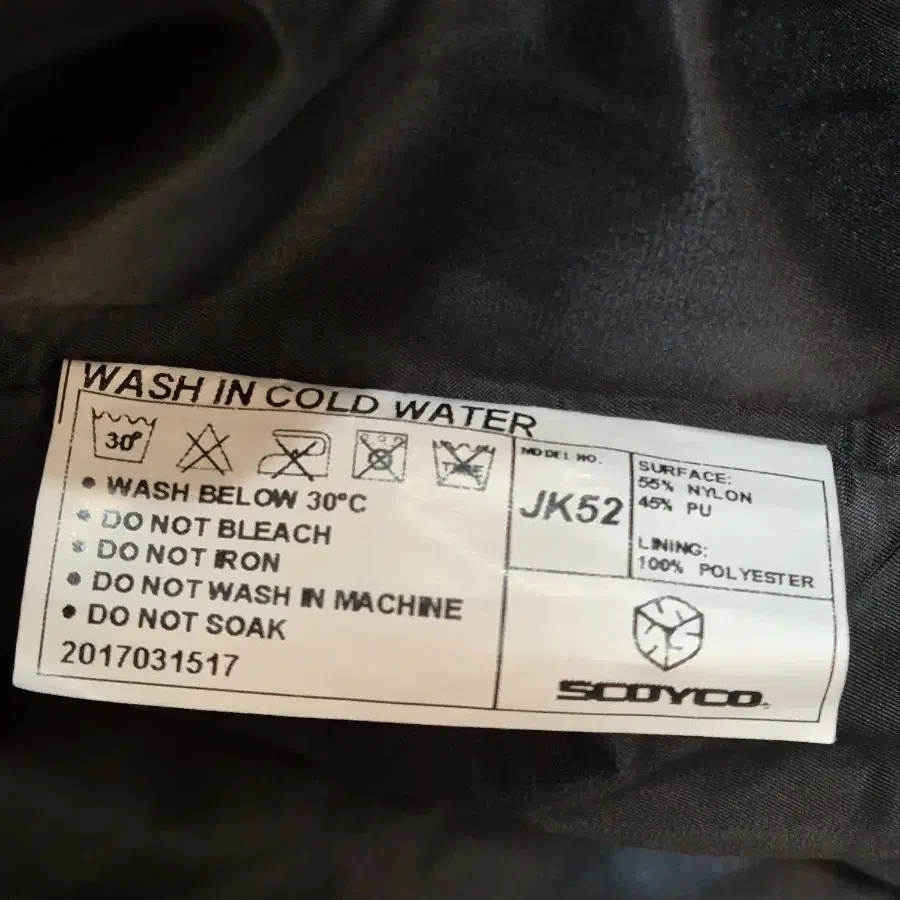 WASH IN COLD WATER
30°
TIME
• WASH BELOW 30°C
• DO NOT BLEACH
• DO NOT IRON
• DO NOT WASH IN MACHINE
• DO NOT SOAK
2017031517
MODEL NO.
JK52
SURFACE:
55% NYLON
45% PU
LINING:
100% POLYESTER
SCOYCO